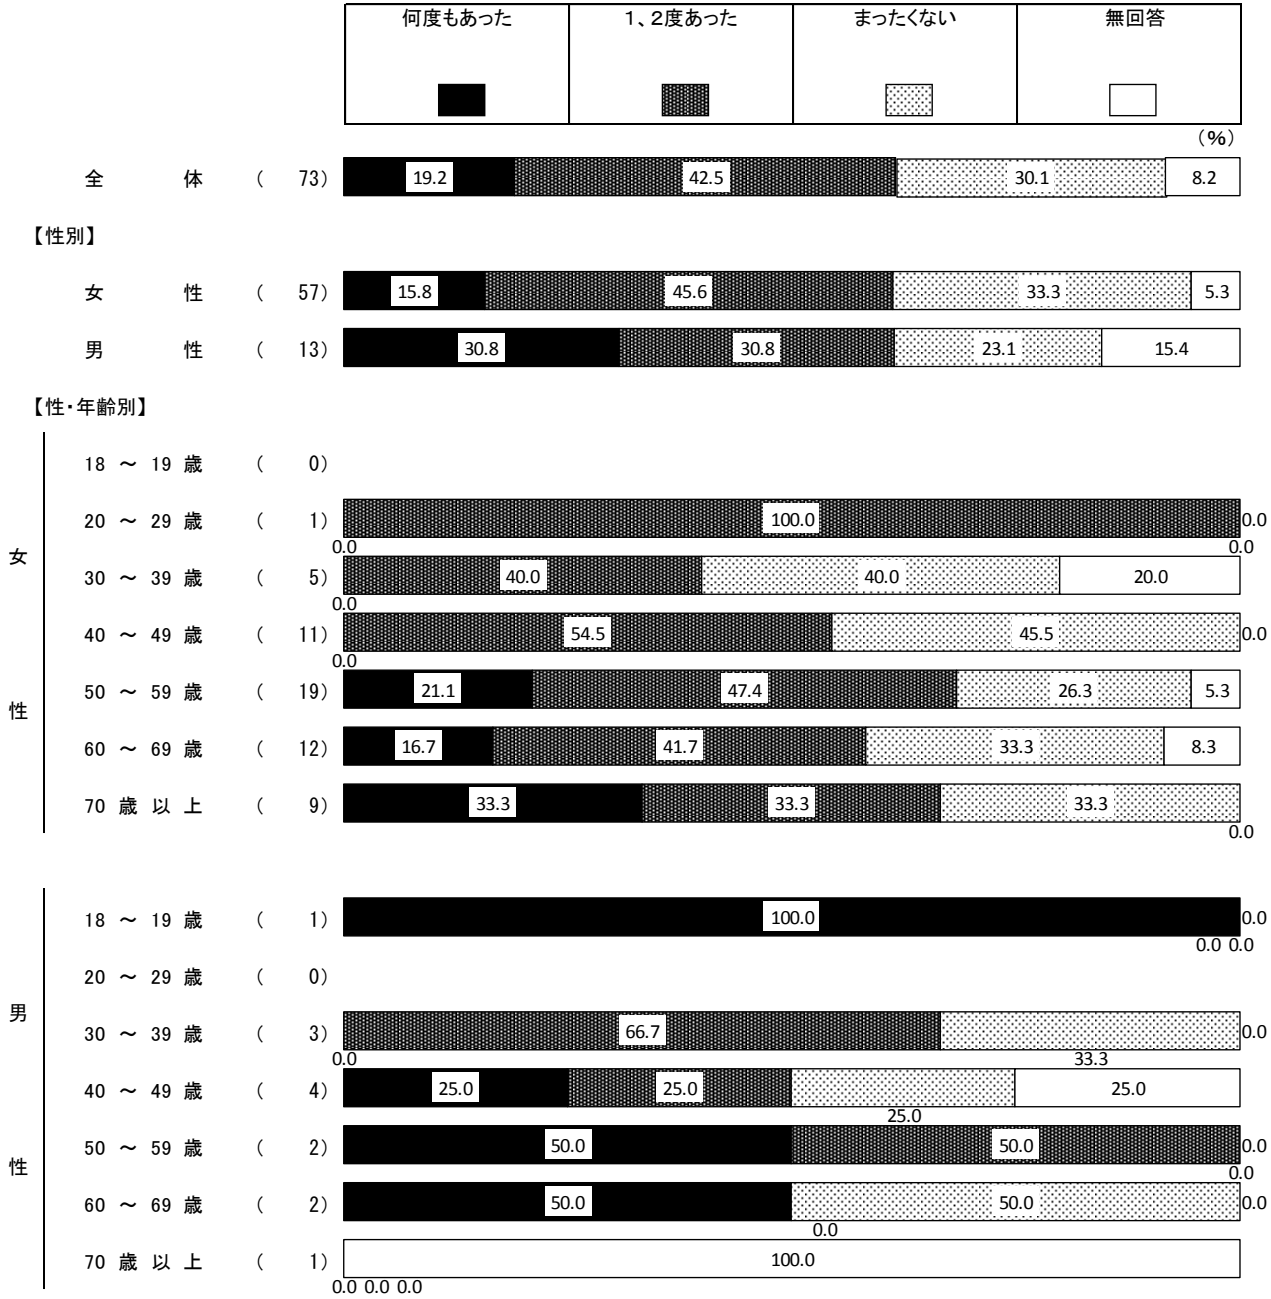 何度もあった 1、2度あった まったくない 無回答
(%)
全 体 ( 73) 19.2 42.5 30.1 8.2
【性別】
女 性 ( 57) 15.8 45.6 33.3 5.3
男 性 ( 13) 30.8 30.8 23.1 15.4
【性・年齢別】
女性
18 ～ 19 歳 ( 0)
20 ～ 29 歳 ( 1) 100.0 0.0
0.0 0.0
30 ～ 39 歳 ( 5) 40.0 40.0 20.0
0.0
40 ～ 49 歳 ( 11) 54.5 45.5 0.0
0.0
50 ～ 59 歳 ( 19) 21.1 47.4 26.3 5.3
60 ～ 69 歳 ( 12) 16.7 41.7 33.3 8.3
70 歳 以 上 ( 9) 33.3 33.3 33.3
0.0
男性
18 ～ 19 歳 ( 1) 100.0 0.0
0.0 0.0
20 ～ 29 歳 ( 0)
30 ～ 39 歳 ( 3) 66.7 0.0
0.0 33.3
40 ～ 49 歳 ( 4) 25.0 25.0 25.0
25.0
50 ～ 59 歳 ( 2) 50.0 50.0 0.0
0.0
60 ～ 69 歳 ( 2) 50.0 50.0 0.0
0.0
70 歳 以 上 ( 1) 100.0
0.0 0.0 0.0